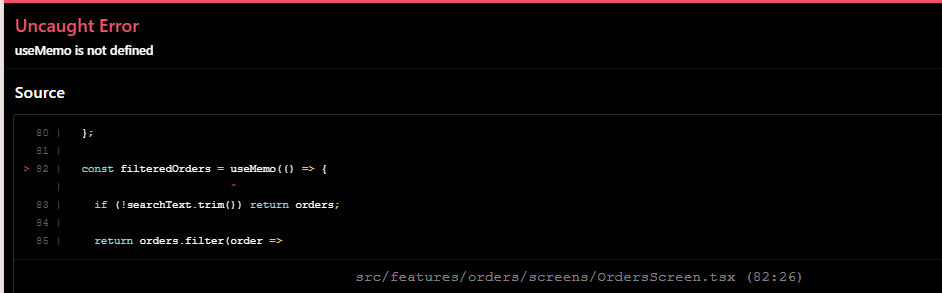 Uncaught Error
useMemo is not defined
Source
80 | };
81 |
> 82 | const filteredOrders = useMemo(() => {
| ^
83 | if (!searchText.trim()) return orders;
84 |
85 | return orders.filter(order =>
src/features/orders/screens/OrdersScreen.tsx (82:26)